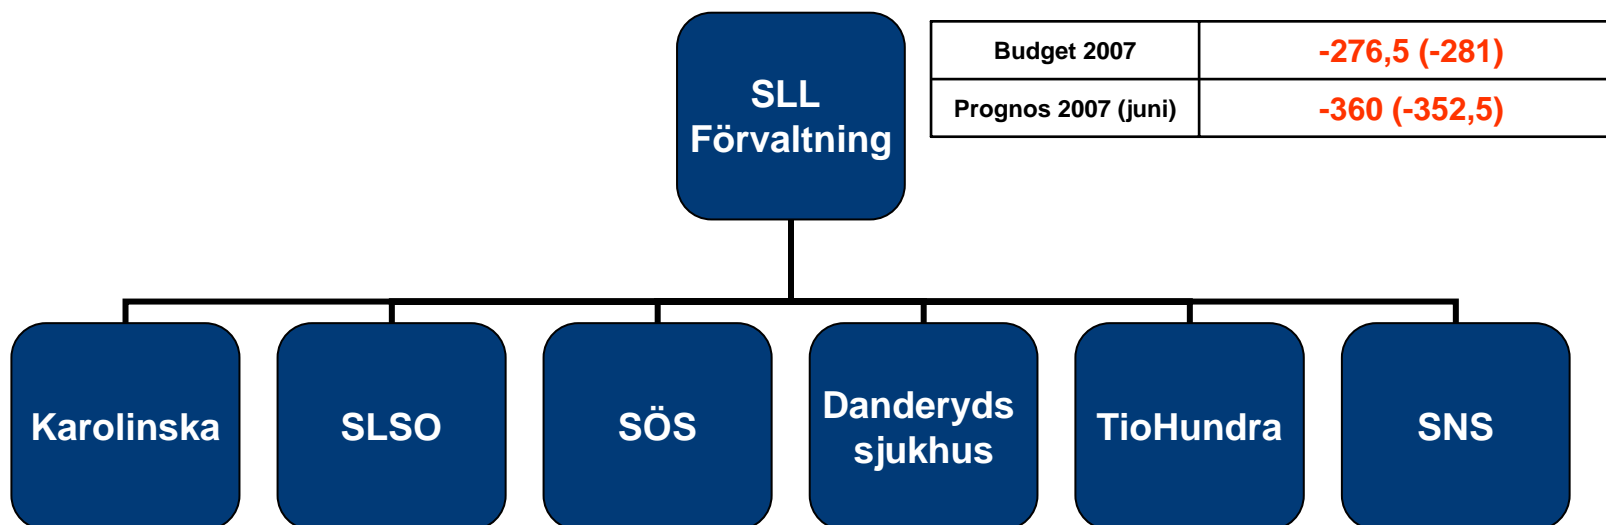 SLL
Förvaltning
Budget 2007 -276,5 (-281)
Prognos 2007 (juni) -360 (-352,5)
Karolinska
SLSO
SÖS
Danderyds
sjukhus
TioHundra
SNS